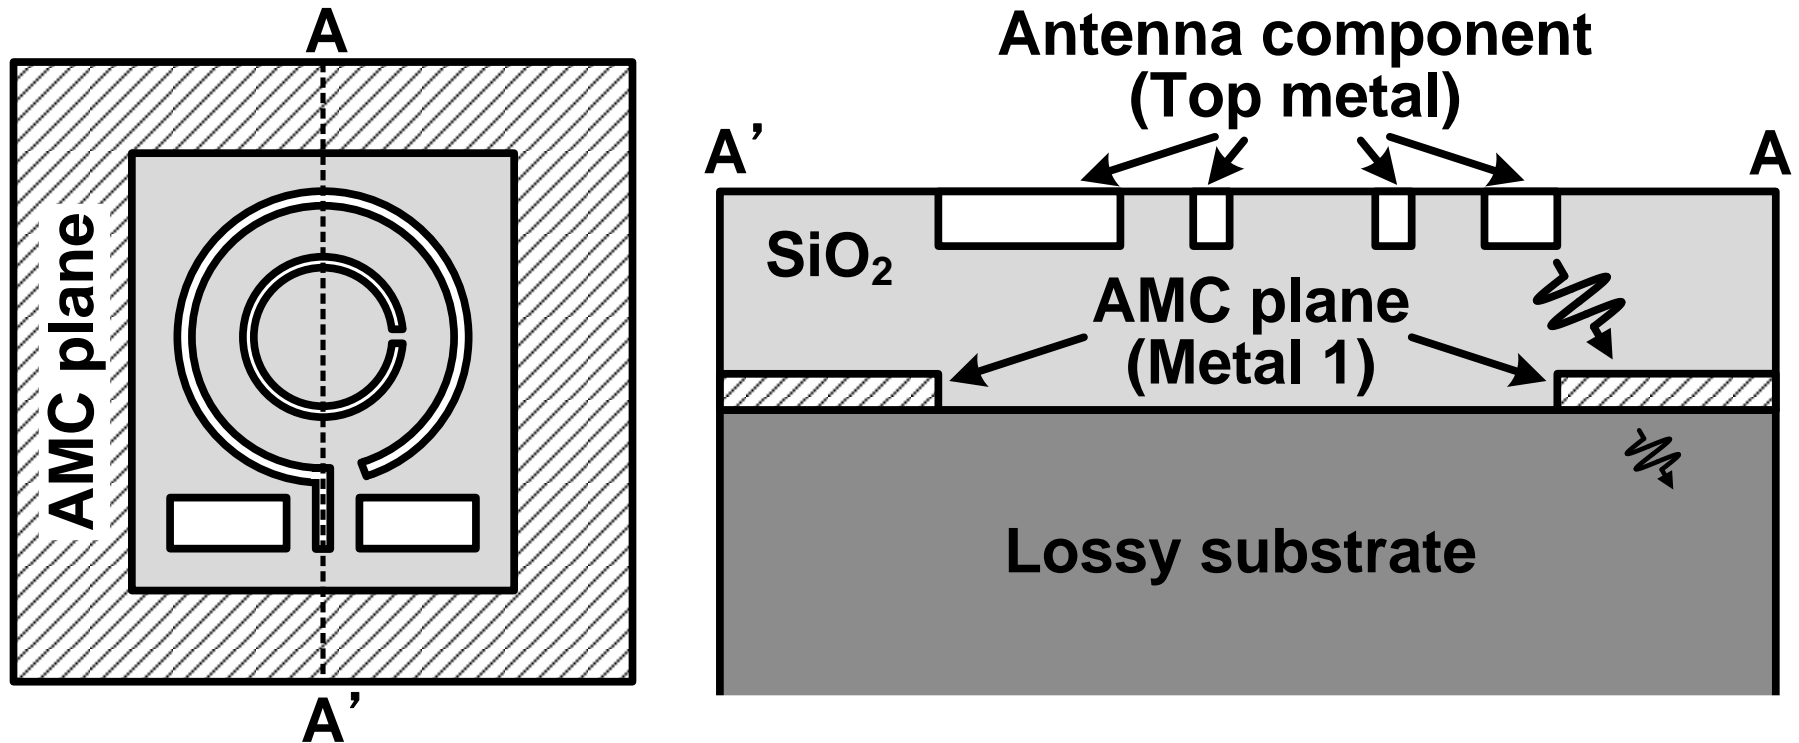 A
AMC plane
A’
Antenna component
(Top metal)
A’
A
SiO₂
AMC plane
(Metal 1)
Lossy substrate